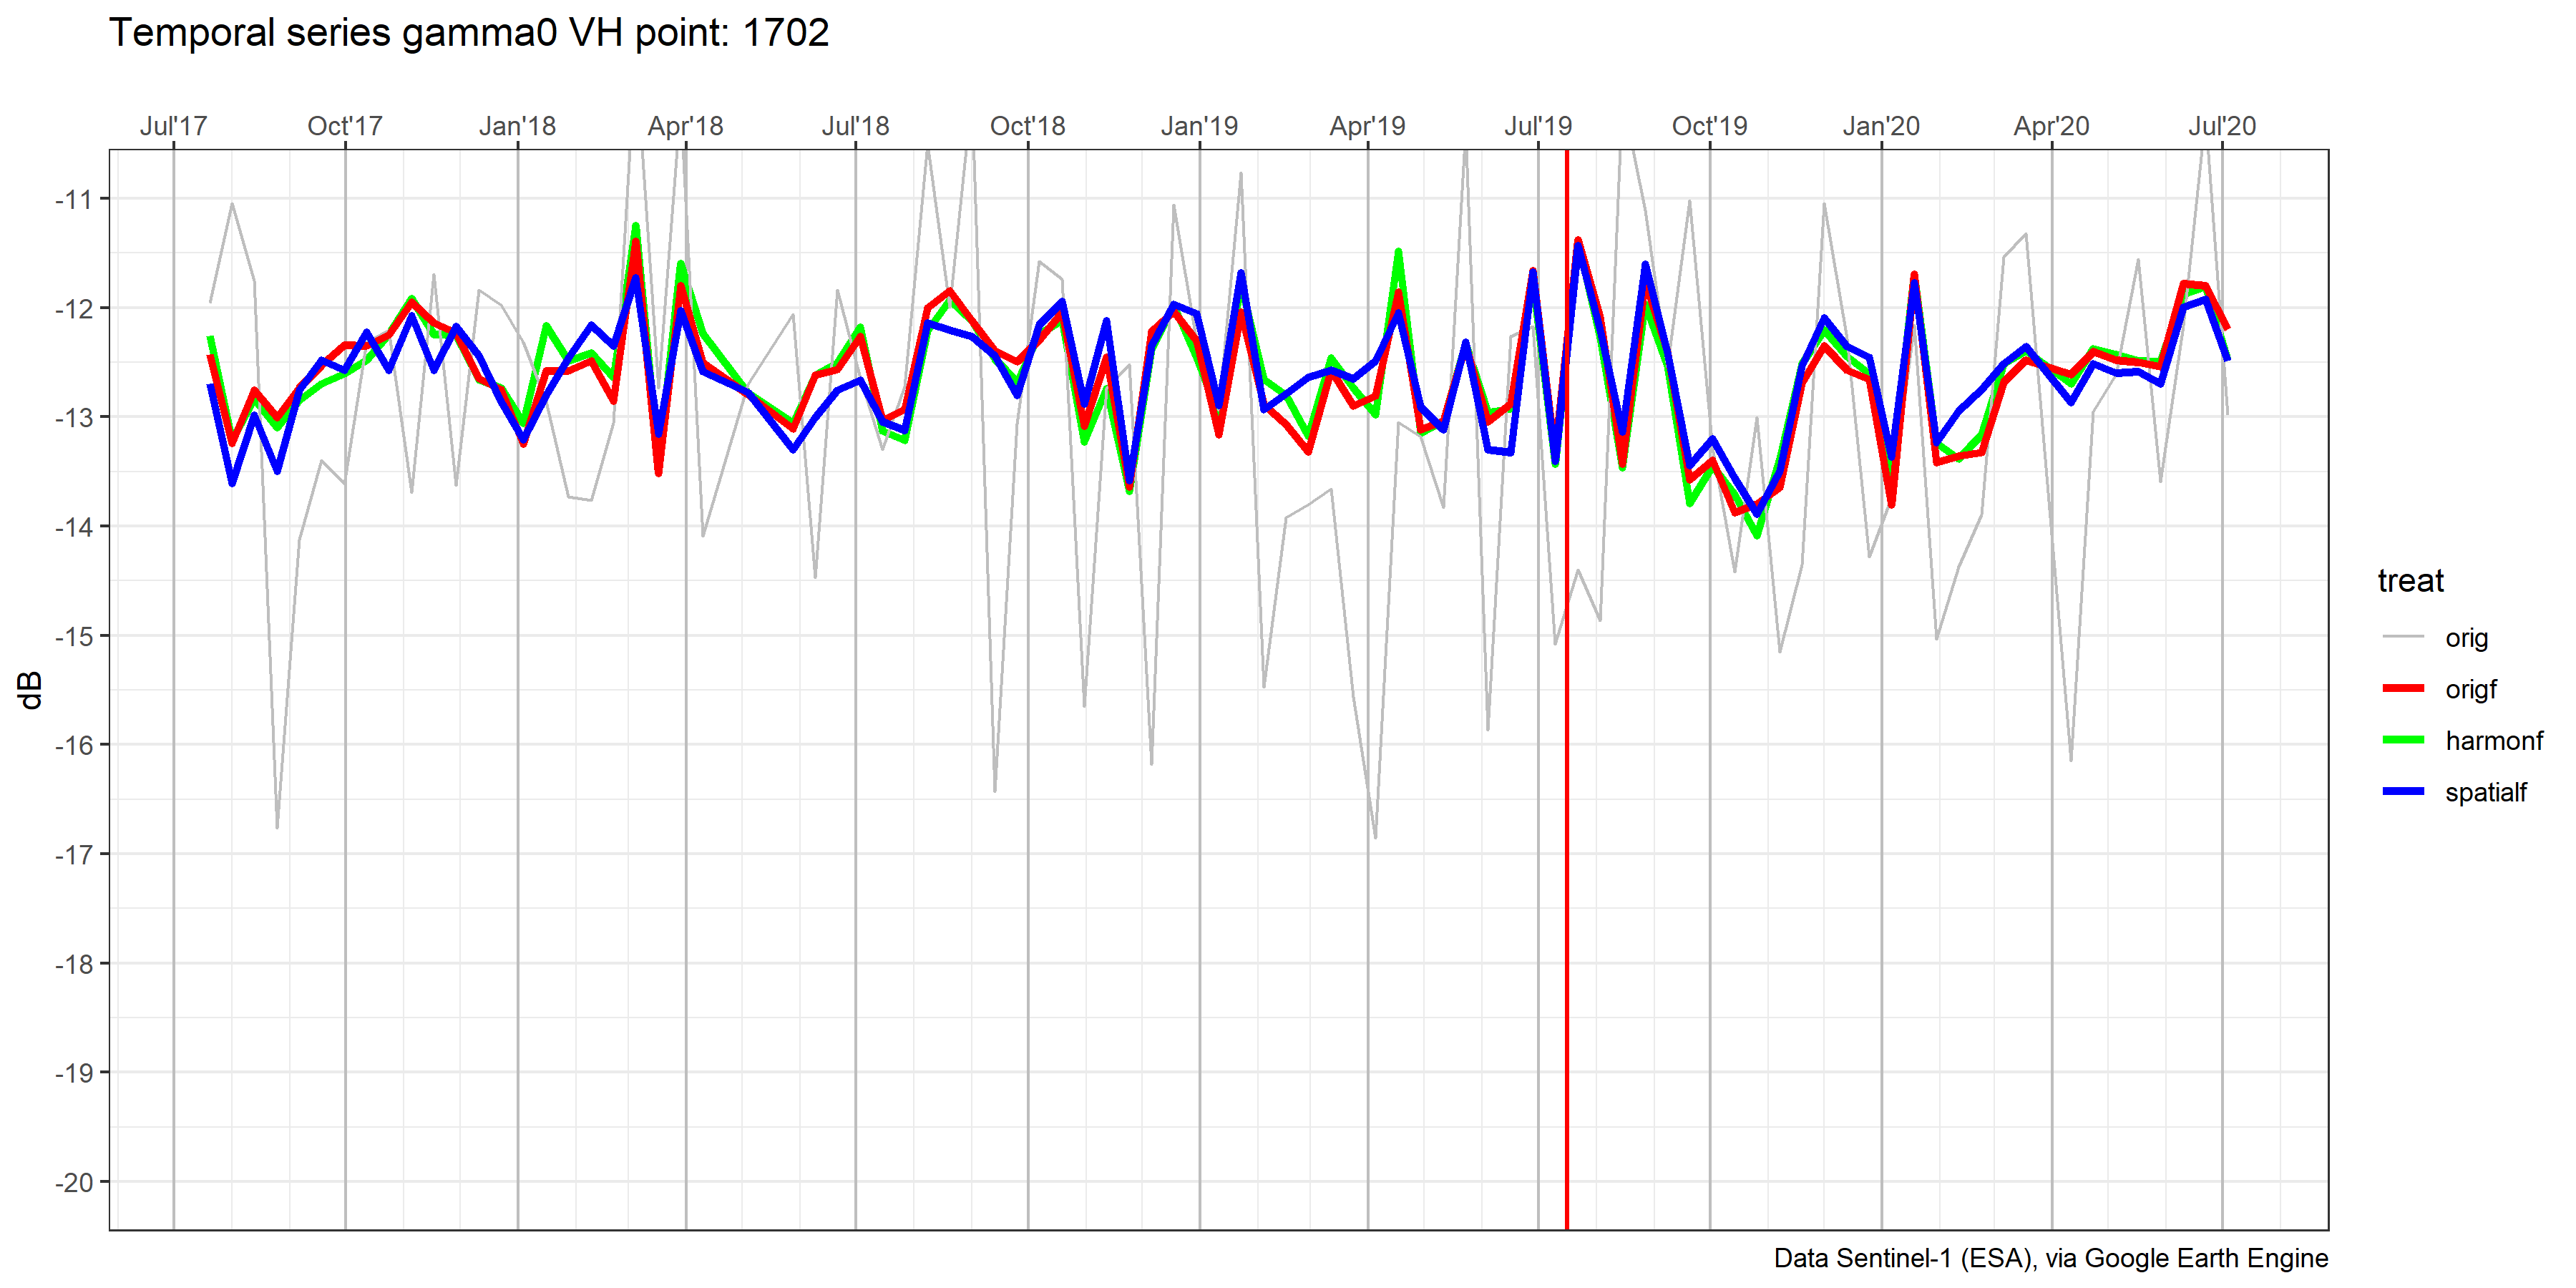 Temporal series gamma0 VH point: 1702
Jul'17 Oct'17 Jan'18 Apr'18 Jul'18 Oct'18 Jan'19 Apr'19 Jul'19 Oct'19 Jan'20 Apr'20 Jul'20
-11
-12
-13
-14
-15
-16
-17
-18
-19
-20
dB
treat
orig
origf
harmonf
spatialf
Data Sentinel-1 (ESA), via Google Earth Engine